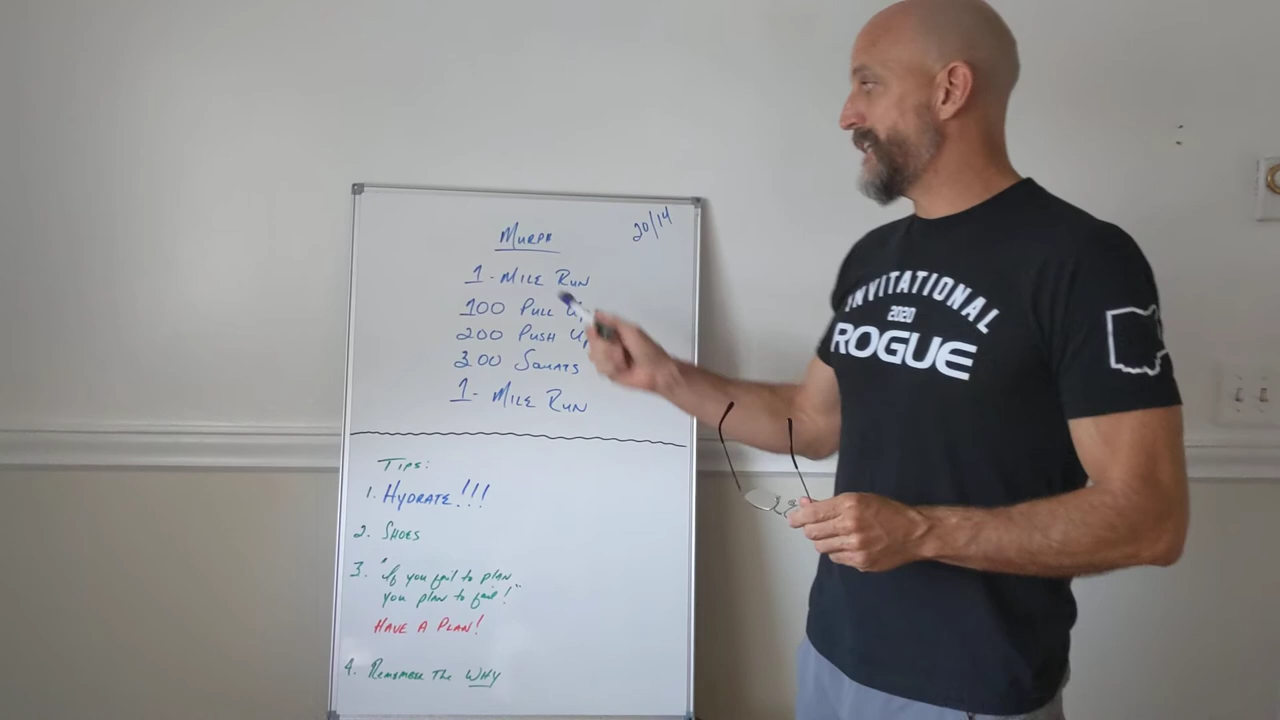 MURPH
20/14
1 - MILE RUN
100 PULL U
200 PUSH UP
300 SQUATS
1 - MILE RUN
TIPS:
1. HYDRATE!!!
2. SHOES
3. "If you fail to plan
you plan to fail!"
HAVE A PLAN!
4. REMEMBER THE WHY
INVITATIONAL
2020
ROGUE